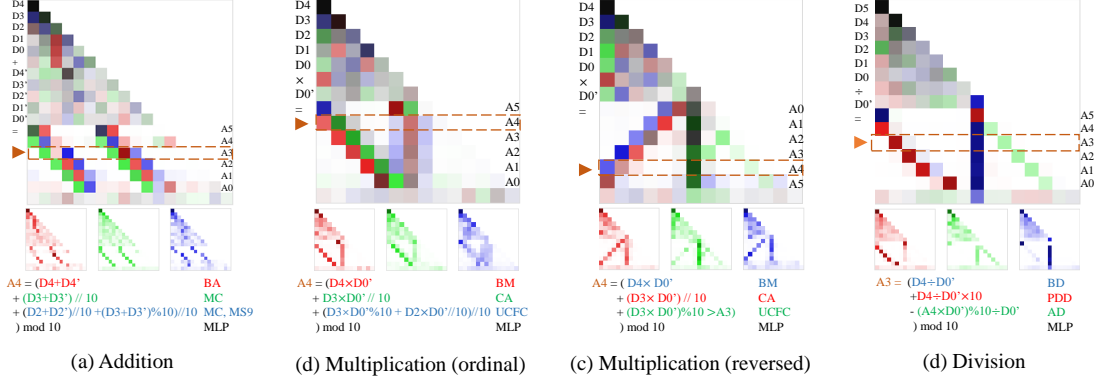 D4
D3
D2
D1
D0
+
D4'
D3'
D2'
D1'
D0'
=
A5
A4
A3
A2
A1
A0
A4 = (D4+D4' BA
+ (D3+D3') // 10 MC
+ (D2+D2')//10 +(D3+D3')%10)//10 MC, MS9
) mod 10 MLP
(a) Addition
D4
D3
D2
D1
D0
×
D0'
=
A5
A4
A3
A2
A1
A0
A4 = (D4×D0' BM
+ D3×D0'// 10 CA
+ (D3×D0'%10 + D2×D0'//10)//10 UCFC
) mod 10 MLP
(d) Multiplication (ordinal)
D4
D3
D2
D1
D0
×
D0'
=
A0
A1
A2
A3
A4
A5
A4 = (D4× D0' BM
+ (D3× D0') // 10 CA
+ (D3× D0')%10 >A3) UCFC
) mod 10 MLP
(c) Multiplication (reversed)
D5
D4
D3
D2
D1
D0
÷
D0'
=
A5
A4
A3
A2
A1
A0
A3 = (D4÷D0' BD
+D4÷D0'×10 PDD
- (A4×D0')%10÷D0' AD
) mod 10 MLP
(d) Division